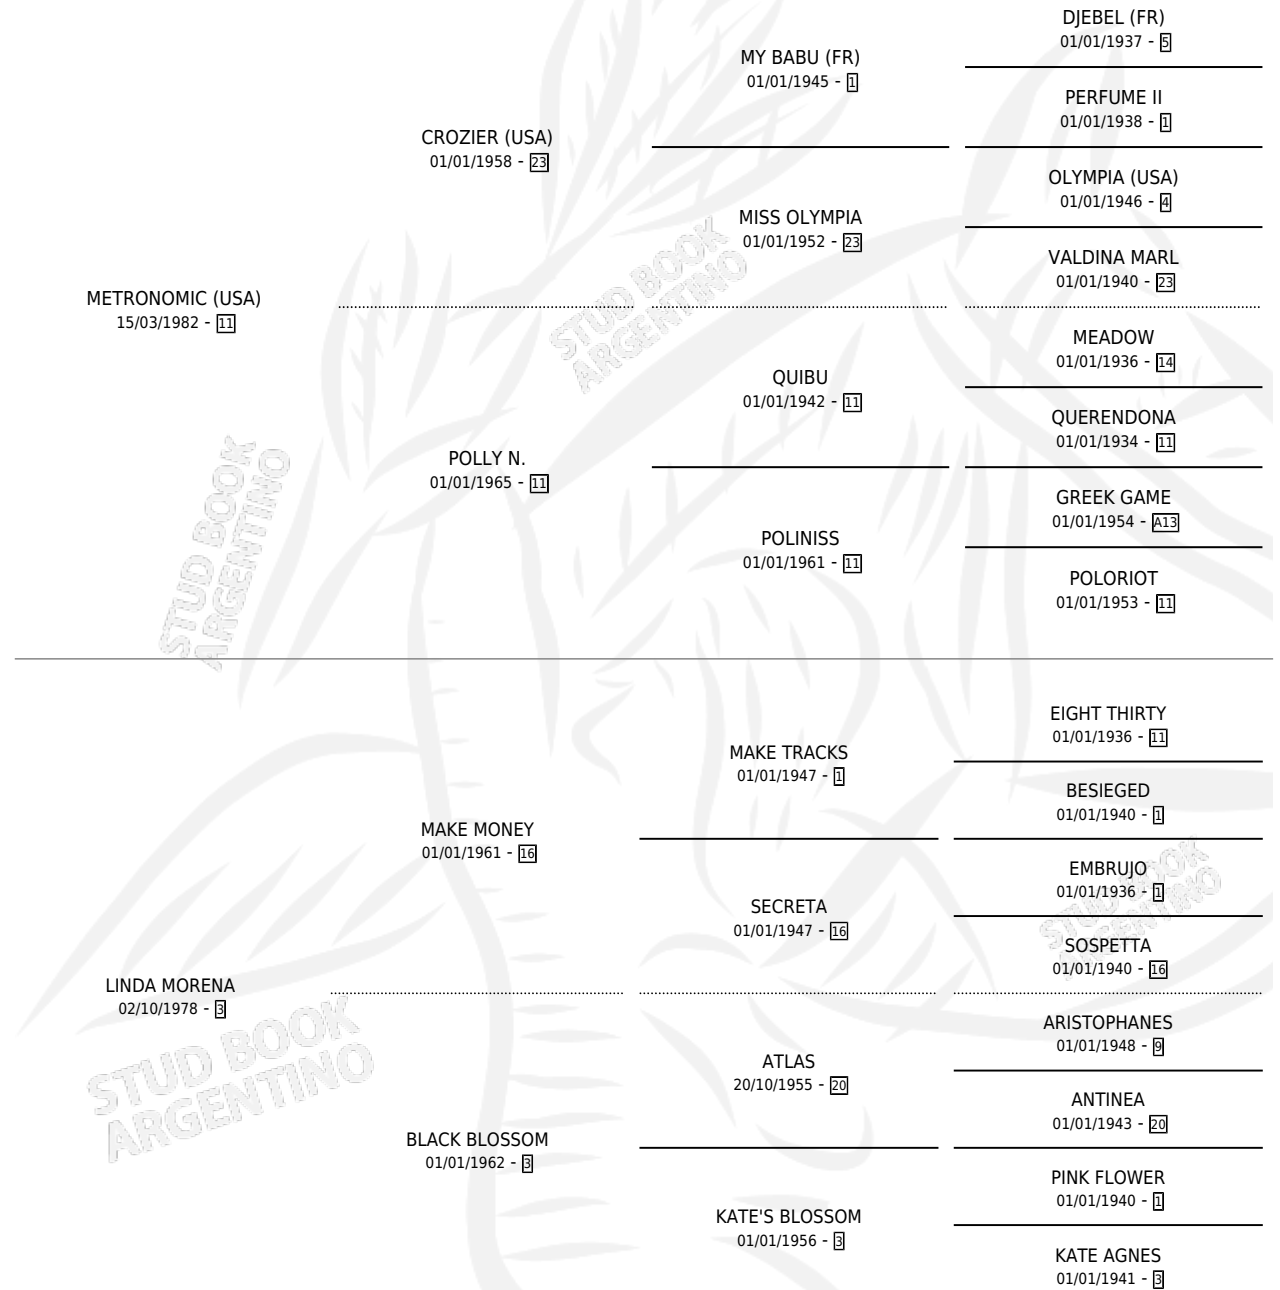 DJEBEL (FR)
01/01/1937 - 5
MY BABU (FR)
01/01/1945 - 1
PERFUME II
01/01/1938 - 1
CROZIER (USA)
01/01/1958 - 23
OLYMPIA (USA)
01/01/1946 - 4
MISS OLYMPIA
01/01/1952 - 23
VALDINA MARL
01/01/1940 - 23
METRONOMIC (USA)
15/03/1982 - 11
MEADOW
01/01/1936 - 14
QUIBU
01/01/1942 - 11
QUERENDONA
01/01/1934 - 11
POLLY N.
01/01/1965 - 11
GREEK GAME
01/01/1954 - A13
POLINISS
01/01/1961 - 11
POLORIOT
01/01/1953 - 11
STUD BOOK
ARGENTINO
STUD BOOK
ARGENTINO
EIGHT THIRTY
01/01/1936 - 11
MAKE TRACKS
01/01/1947 - 1
BESIEGED
01/01/1940 - 1
MAKE MONEY
01/01/1961 - 16
EMBRUJO
01/01/1936 - 1
SECRETA
01/01/1947 - 16
SOSPETTA
01/01/1940 - 16
STUD BOOK
ARGENTINO
LINDA MORENA
02/10/1978 - 3
ARISTOPHANES
01/01/1948 - 9
ATLAS
20/10/1955 - 20
ANTINEA
01/01/1943 - 20
BLACK BLOSSOM
01/01/1962 - 3
PINK FLOWER
01/01/1940 - 1
KATE'S BLOSSOM
01/01/1956 - 3
KATE AGNES
01/01/1941 - 3
STUD BOOK
ARGENTINO